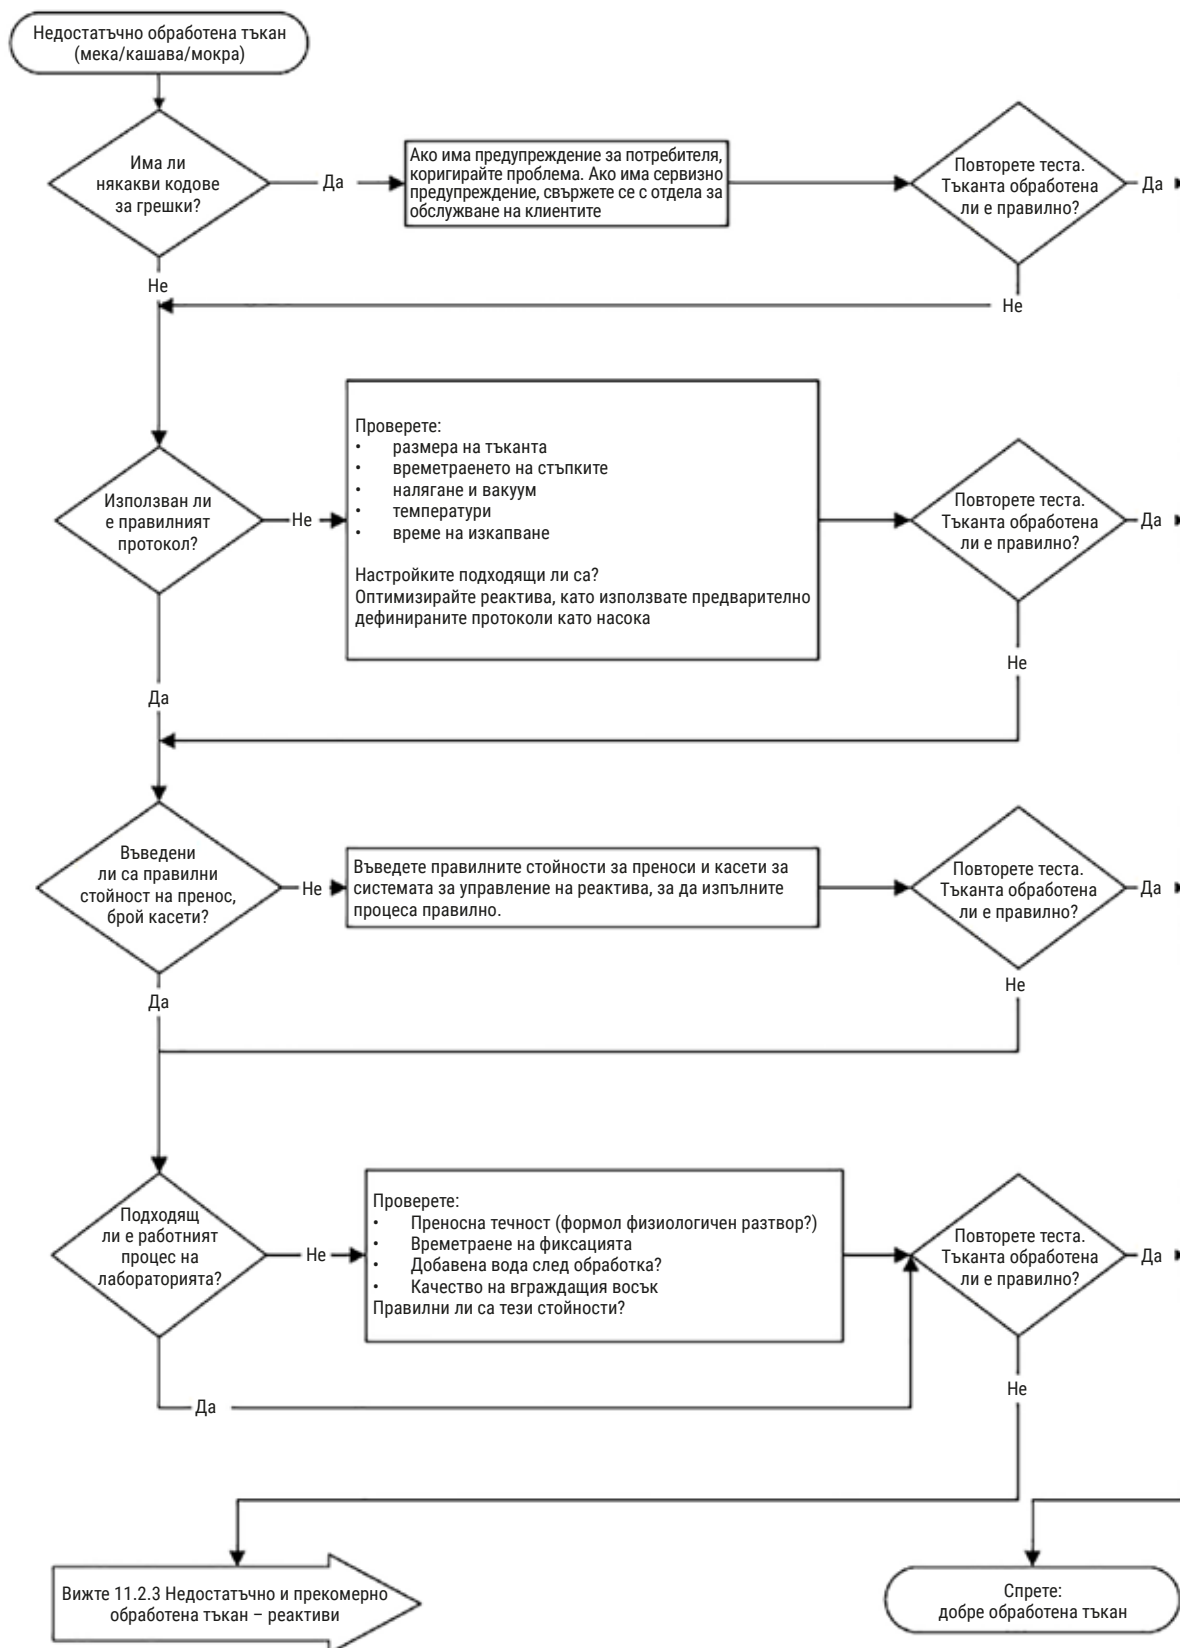 Недостатъчно обработена тъкан
(мека/кашава/мокра)
Има ли
някакви кодове
за грешки?
Да
Ако има предупреждение за потребителя,
коригирайте проблема. Ако има сервизно
предупреждение, свържете се с отдела за
обслужване на клиентите
Повторете теста.
Тъканта обработена
ли е правилно?
Да
Не
Не
Използван ли
е правилният
протокол?
Не
Проверете:
• размера на тъканта
• времетраенето на стъпките
• налягане и вакуум
• температури
• време на изкапване
Настройките подходящи ли са?
Оптимизирайте реактива, като използвате предварително
дефинираните протоколи като насока
Повторете теста.
Тъканта обработена
ли е правилно?
Да
Не
Да
Въведени
ли са правилни
стойност на пренос,
брой касети?
Не
Въведете правилните стойности за преноси и касети за
системата за управление на реактива, за да изпълните
процеса правилно.
Повторете теста.
Тъканта обработена
ли е правилно?
Да
Не
Да
Подходящ
ли е работният
процес на
лабораторията?
Не
Проверете:
• Преносна течност (формол физиологичен разтвор?)
• Времетраене на фиксацията
• Добавена вода след обработка?
• Качество на вграждащия восък
Правилни ли са тези стойности?
Повторете теста.
Тъканта обработена
ли е правилно?
Да
Не
Да
Вижте 11.2.3 Недостатъчно и прекомерно
обработена тъкан – реактиви
Спрете:
добре обработена тъкан